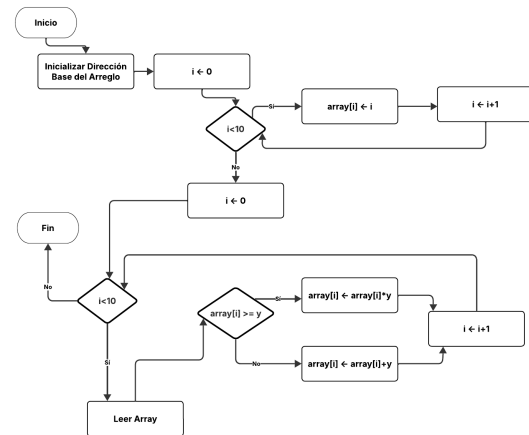 Inicio
Inicializar Dirección
Base del Arreglo
i ← 0
i<10
Si
array[i] ← i
i ← i+1
No
i ← 0
Fin
No
i<10
Si
Leer Array
array[i] >= y
Si
array[i] ← array[i]*y
No
array[i] ← array[i]+y
i ← i+1